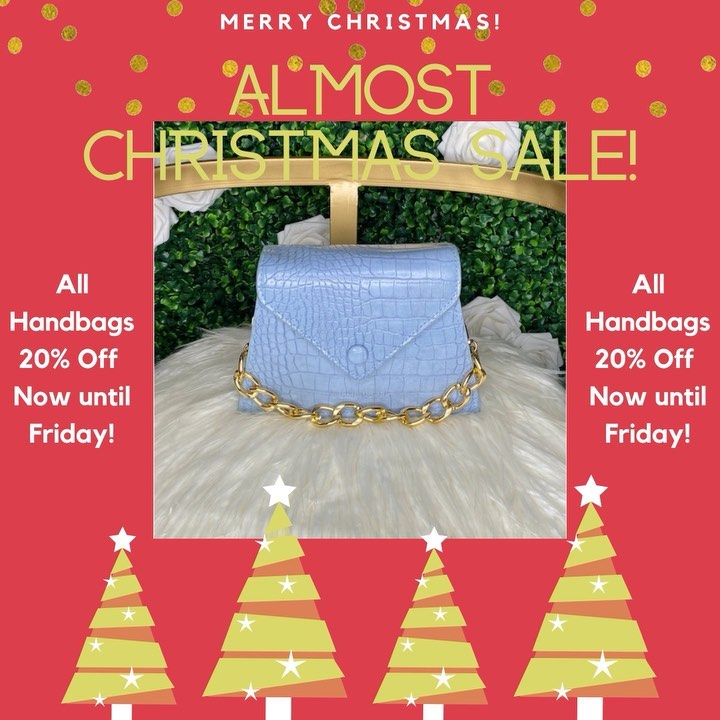 MERRY CHRISTMAS!
ALMOST
CHRISTMAS SALE!
All
Handbags
20% Off
Now until
Friday!
All
Handbags
20% Off
Now until
Friday!